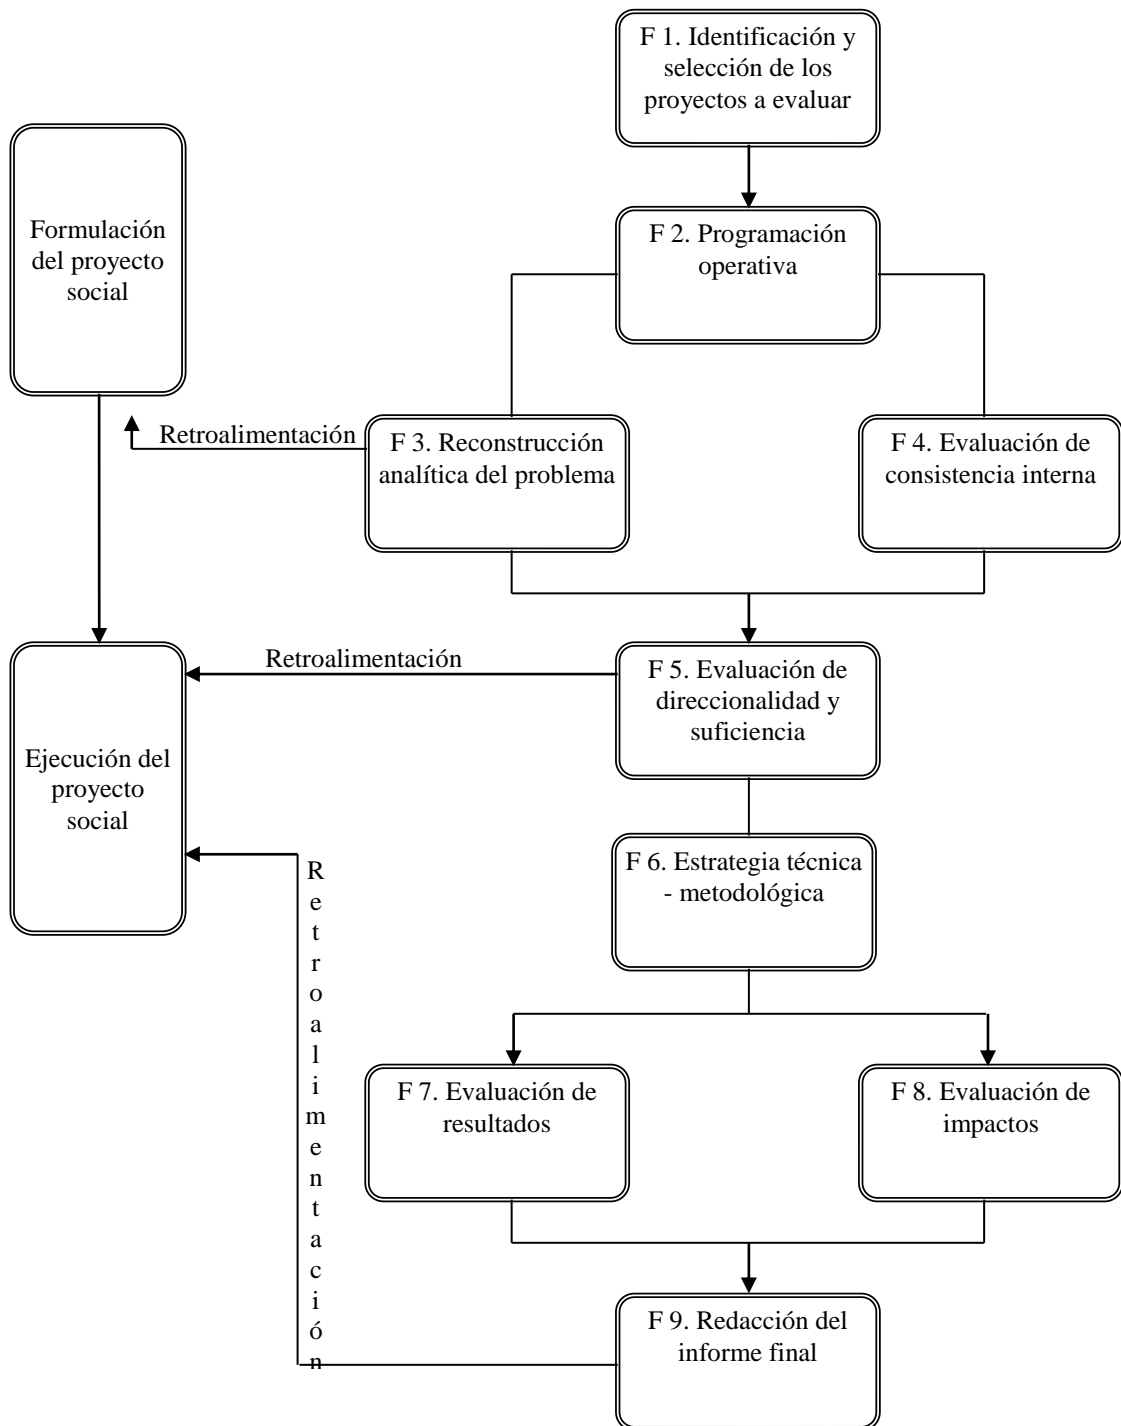 F 1. Identificación y
selección de los
proyectos a evaluar
Formulación
del proyecto
social
F 2. Programación
operativa
Retroalimentación
F 3. Reconstrucción
analítica del problema
F 4. Evaluación de
consistencia interna
Retroalimentación
F 5. Evaluación de
direccionalidad y
suficiencia
Ejecución del
proyecto
social
F 6. Estrategia técnica
- metodológica
Retroalimentación
F 7. Evaluación de
resultados
F 8. Evaluación de
impactos
F 9. Redacción del
informe final